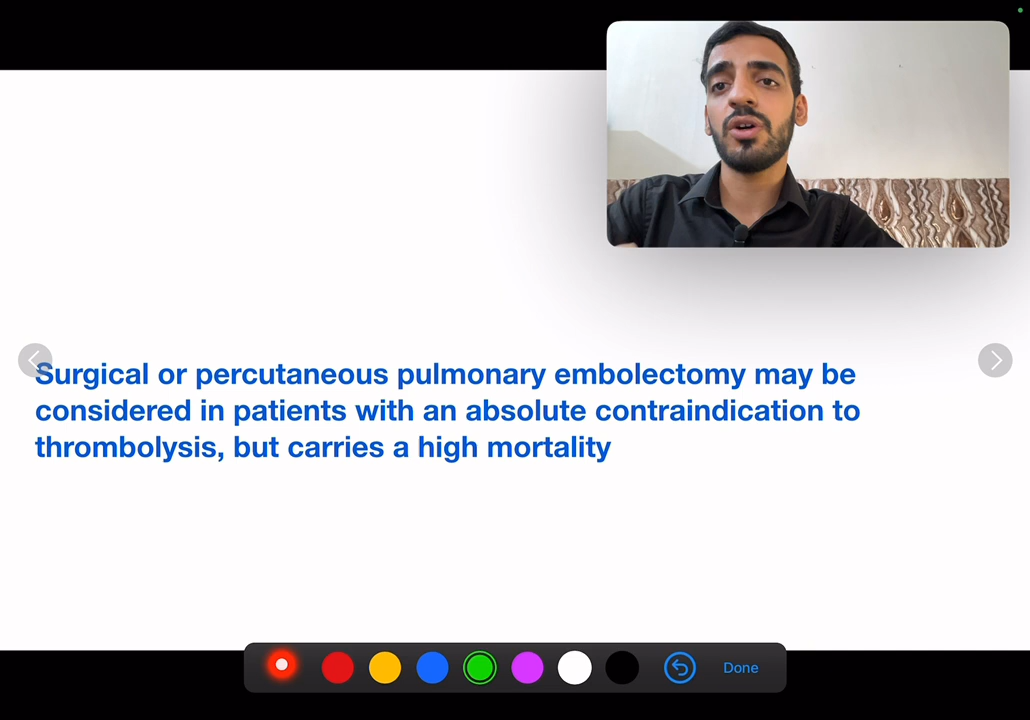 Surgical or percutaneous pulmonary embolectomy may be
considered in patients with an absolute contraindication to
thrombolysis, but carries a high mortality
Done